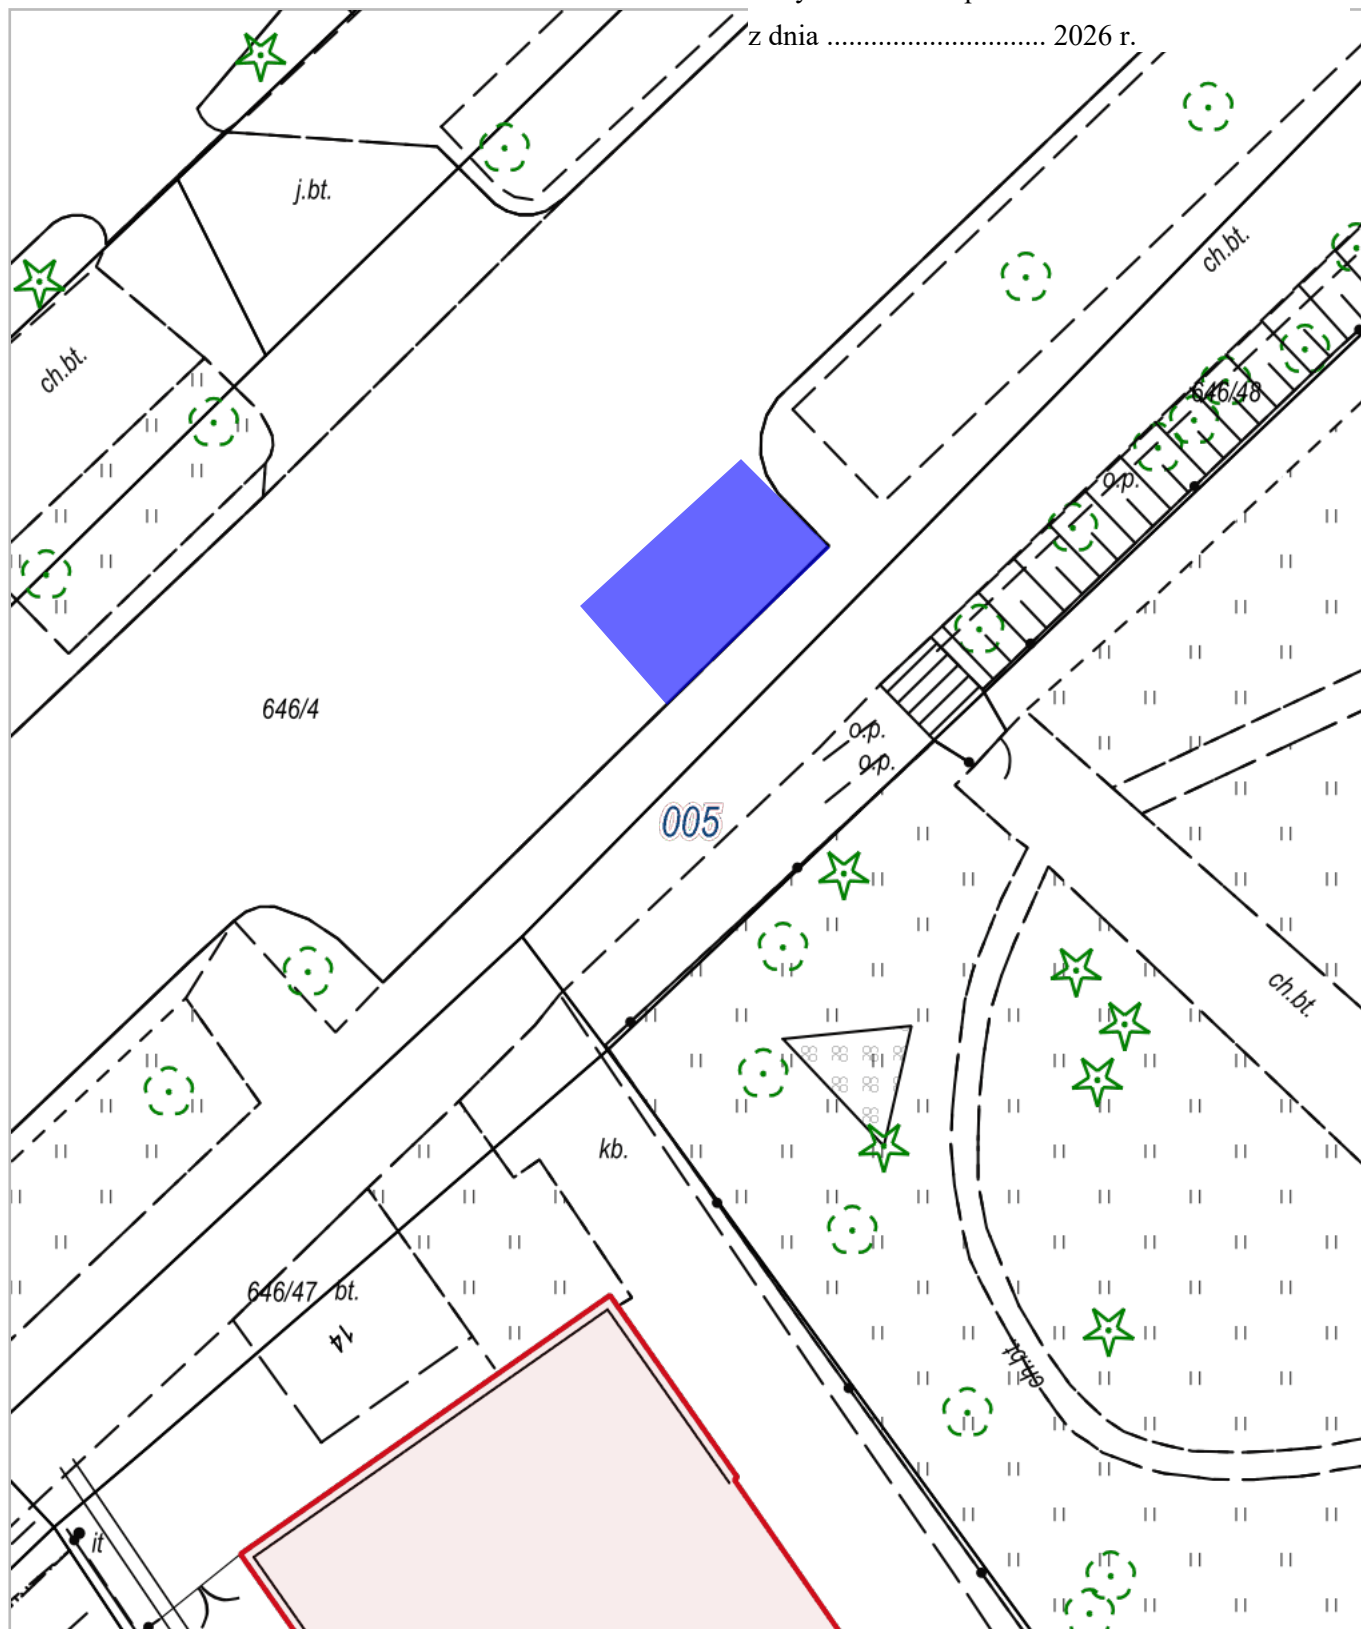 z dnia .............................. 2026 r.
j.bt.
ch.bt.
ch.bt.
646/48
o.p.
646/4
o.p.
o.p.
005
ch.bt.
kb.
646/47 bt.
14
ch.bt.
it